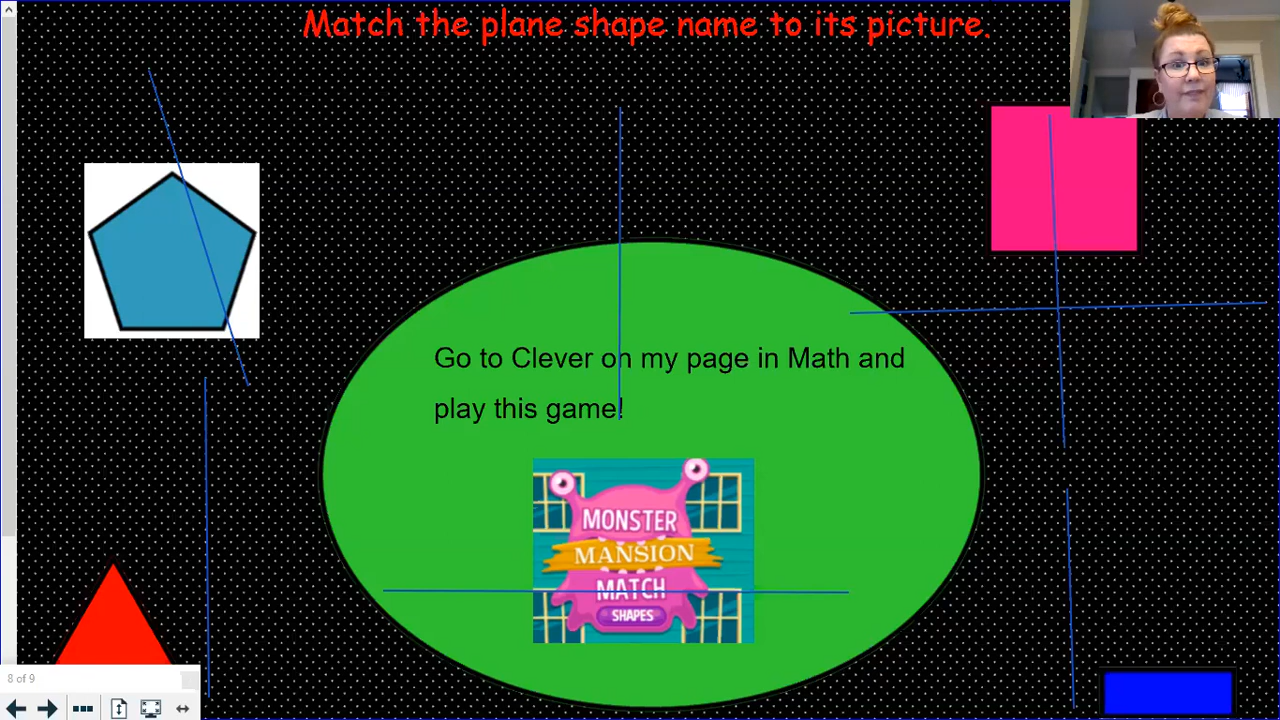 Match the plane shape name to its picture.
Go to Clever on my page in Math and
play this game!
MONSTER
MANSION
MATCH
SHAPES
8 of 9